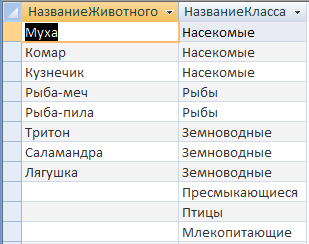 НазваниеЖивотного НазваниеКласса
Муха Насекомые
Комар Насекомые
Кузнечик Насекомые
Рыба-меч Рыбы
Рыба-пила Рыбы
Тритон Земноводные
Саламандра Земноводные
Лягушка Земноводные
Пресмыкающиеся
Птицы
Млекопитающие